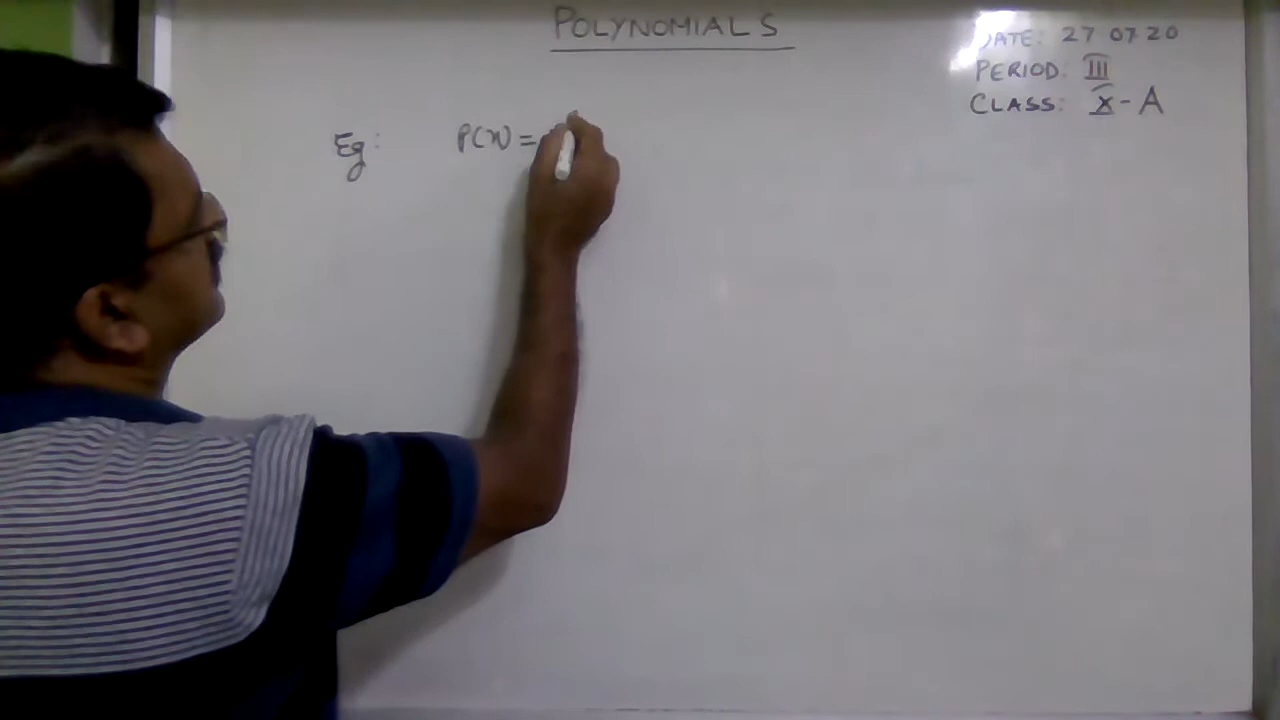 POLYNOMIALS
DATE: 27 07 20
PERIOD: III
CLASS: X - A
Eg: P(x) =